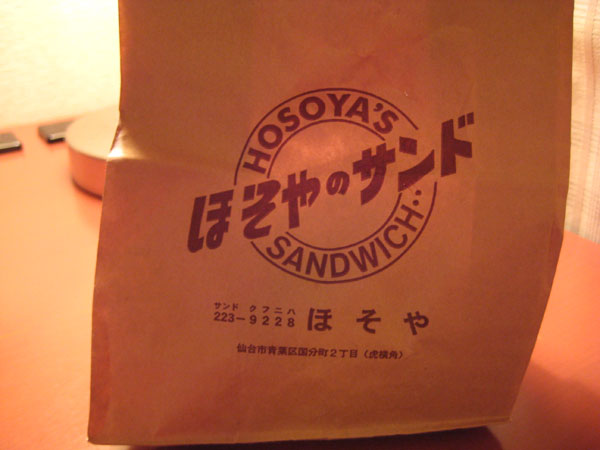 HOSOYA'S
ほそやのサンド
SANDWICH
サンド クフニハ
223-9228 ほそや
仙台市青葉区国分町2丁目(虎横角)